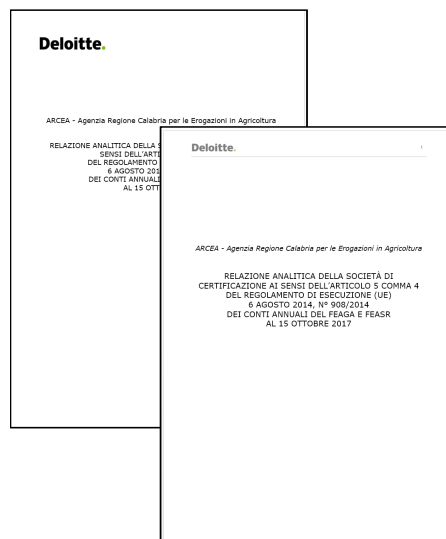 Deloitte.
ARCEA - Agenzia Regione Calabria per le Erogazioni in Agricoltura
RELAZIONE ANALITICA DELLA S
SENSI DELL'ARTI
DEL REGOLAMENTO
6 AGOSTO 201
DEI CONTI ANNUALI
AL 15 OTT
Deloitte.
ARCEA - Agenzia Regione Calabria per le Erogazioni in Agricoltura
RELAZIONE ANALITICA DELLA SOCIETÀ DI
CERTIFICAZIONE AI SENSI DELL'ARTICOLO 5 COMMA 4
DEL REGOLAMENTO DI ESECUZIONE (UE)
6 AGOSTO 2014, N° 908/2014
DEI CONTI ANNUALI DEL FEAGA E FEASR
AL 15 OTTOBRE 2017